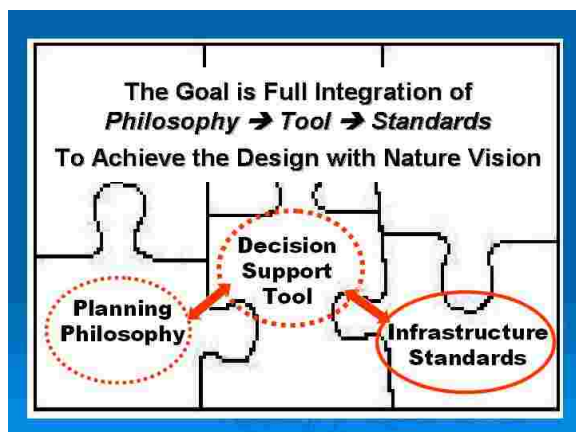 The Goal is Full Integration of
Philosophy ➔ Tool ➔ Standards
To Achieve the Design with Nature Vision
Decision
Support
Tool
Planning
Philosophy
Infrastructure
Standards